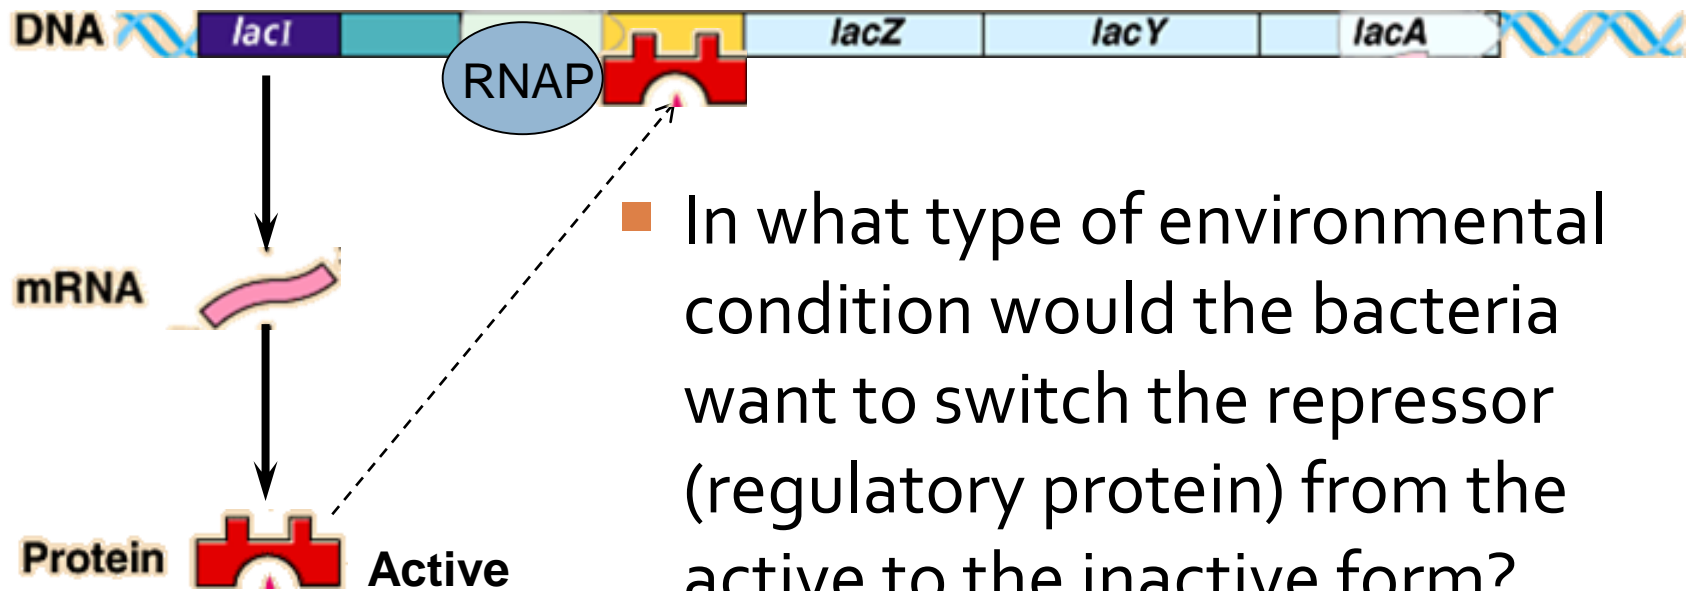 DNA lacI lacZ lacY lacA
RNAP
In what type of environmental
condition would the bacteria
mRNA
want to switch the repressor
(regulatory protein) from the
Protein Active
active to the inactive form?